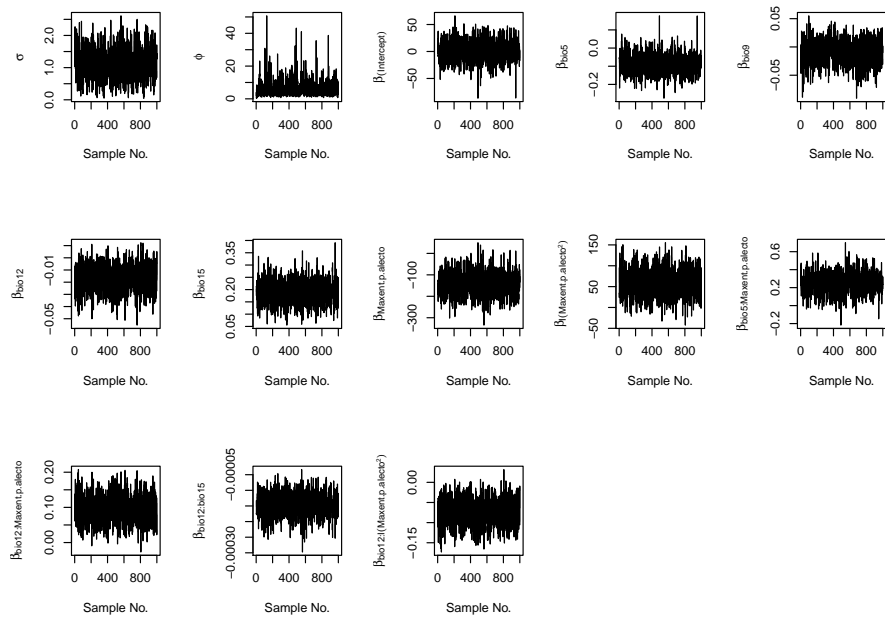 σ
0.0 1.0 2.0
0 400 800
Sample No.
φ
0 20 40
0 400 800
Sample No.
β(Intercept)
−50 0 50
0 400 800
Sample No.
βbio5
−0.2 0.0
0 400 800
Sample No.
βbio9
−0.05 0.05
0 400 800
Sample No.
βbio12
−0.05 −0.01
0 400 800
Sample No.
βbio15
0.05 0.20 0.35
0 400 800
Sample No.
βMaxent.p.alecto
−300 −100
0 400 800
Sample No.
βI(Maxent.p.alecto²)
−50 50 100 150
0 400 800
Sample No.
βbio5:Maxent.p.alecto
−0.2 0.2 0.6
0 400 800
Sample No.
βbio12:Maxent.p.alecto
0.00 0.10 0.20
0 400 800
Sample No.
βbio12:bio15
−0.00030 −0.00005
0 400 800
Sample No.
βbio12:I(Maxent.p.alecto²)
−0.15 0.00
0 400 800
Sample No.